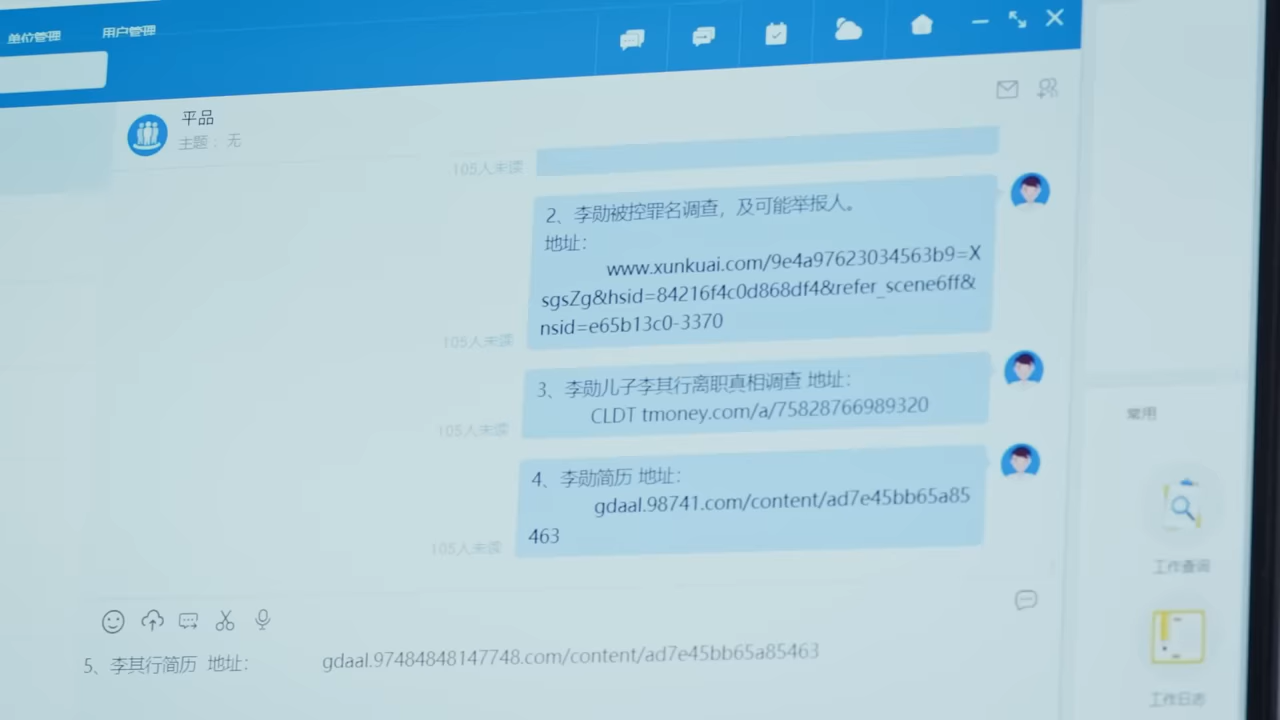 单位管理
用户管理
平品
主题： 无
105人未读
2、李勋被控罪名调查，及可能举报人。
地址：
www.xunkuai.com/9e4a97623034563b9=X
sgsZg&hsid=84216f4c0d868df4&refer_scene6ff&
nsid=e65b13c0-3370
105人未读
3、李勋儿子李其行离职真相调查 地址：
CLDT tmoney.com/a/75828766989320
105人未读
4、李勋简历 地址：
gdaal.98741.com/content/ad7e45bb65a85
463
105人未读
5、李其行简历 地址： gdaal.97484848147748.com/content/ad7e45bb65a85463
常用
工作查询
工作日志